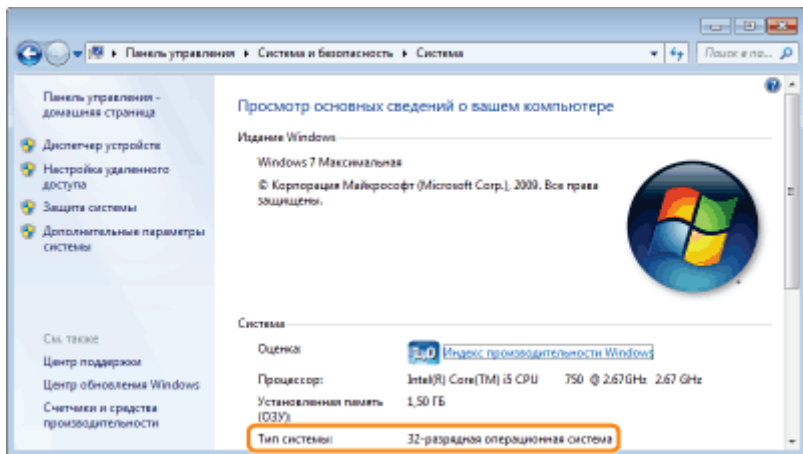 Панель управления ▸ Система и безопасность ▸ Система
Поиск в па...
Панель управления -
домашняя страница
Диспетчер устройств
Настройка удаленного
доступа
Защита системы
Дополнительные параметры
системы
См. также
Центр поддержки
Центр обновления Windows
Счетчики и средства
производительности
Просмотр основных сведений о вашем компьютере
Издание Windows
Windows 7 Максимальная
© Корпорация Майкрософт (Microsoft Corp.), 2009. Все права
защищены.
Система
Оценка:
1,0 Индекс производительности Windows
Процессор: Intel(R) Core(TM) i5 CPU 750 @ 2.67GHz 2.67 GHz
Установленная память 1,50 ГБ
(ОЗУ):
Тип системы: 32-разрядная операционная система